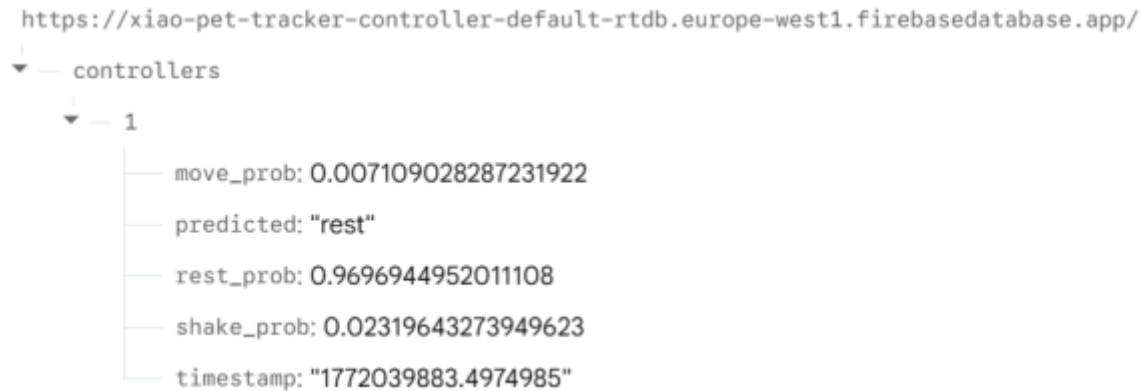 https://xiao-pet-tracker-controller-default-rtdb.europe-west1.firebasedatabase.app/
controllers
1
move_prob: 0.007109028287231922
predicted: "rest"
rest_prob: 0.9696944952011108
shake_prob: 0.02319643273949623
timestamp: "1772039883.4974985"